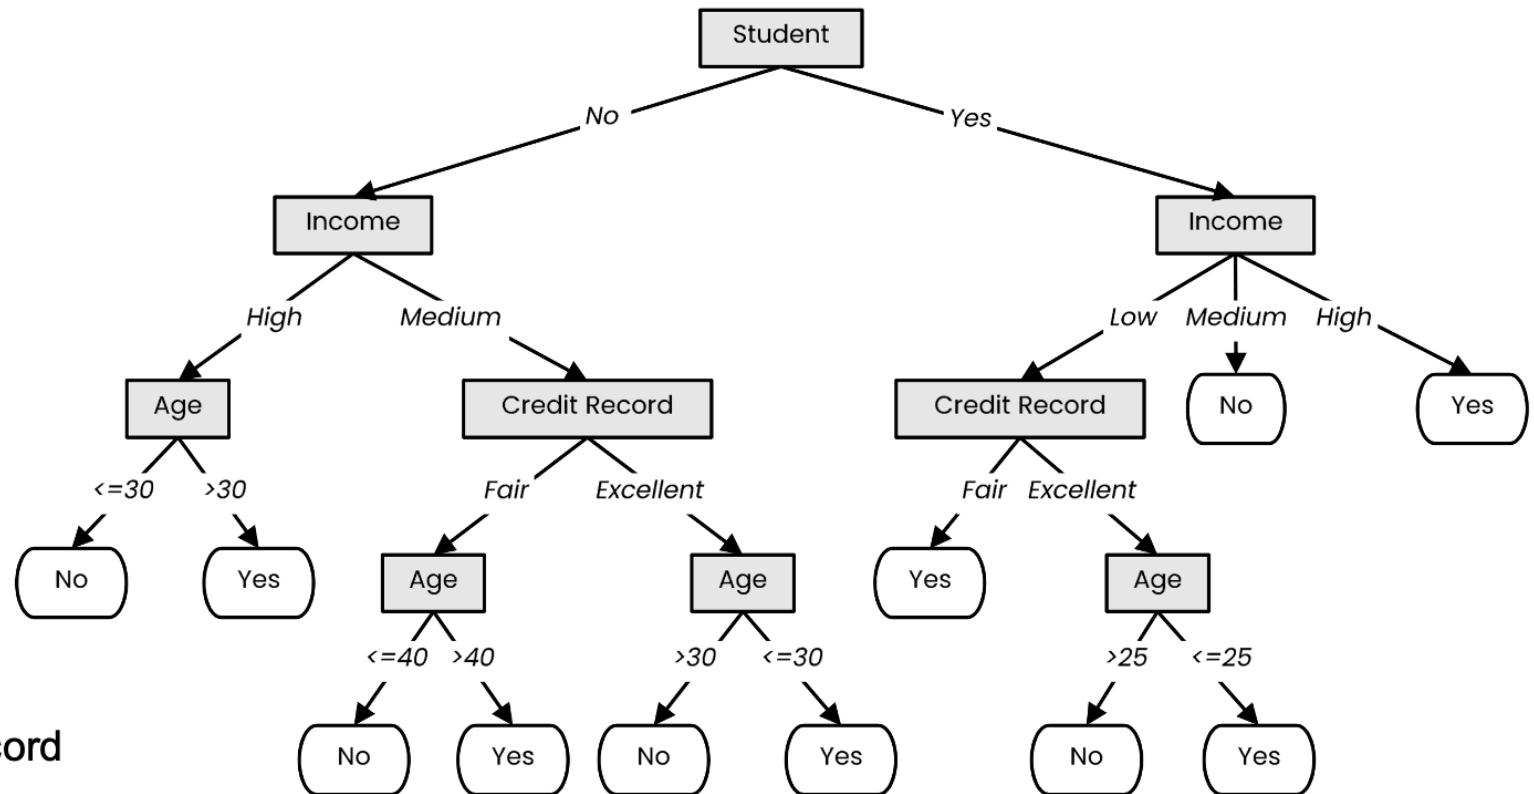 Student
No
Yes
Income
Income
High
Medium
Low
Medium
High
Age
Credit Record
Credit Record
No
Yes
<=30
>30
Fair
Excellent
Fair
Excellent
No
Yes
Age
Age
Yes
Age
<=40
>40
>30
<=30
>25
<=25
No
Yes
No
Yes
No
Yes
cord